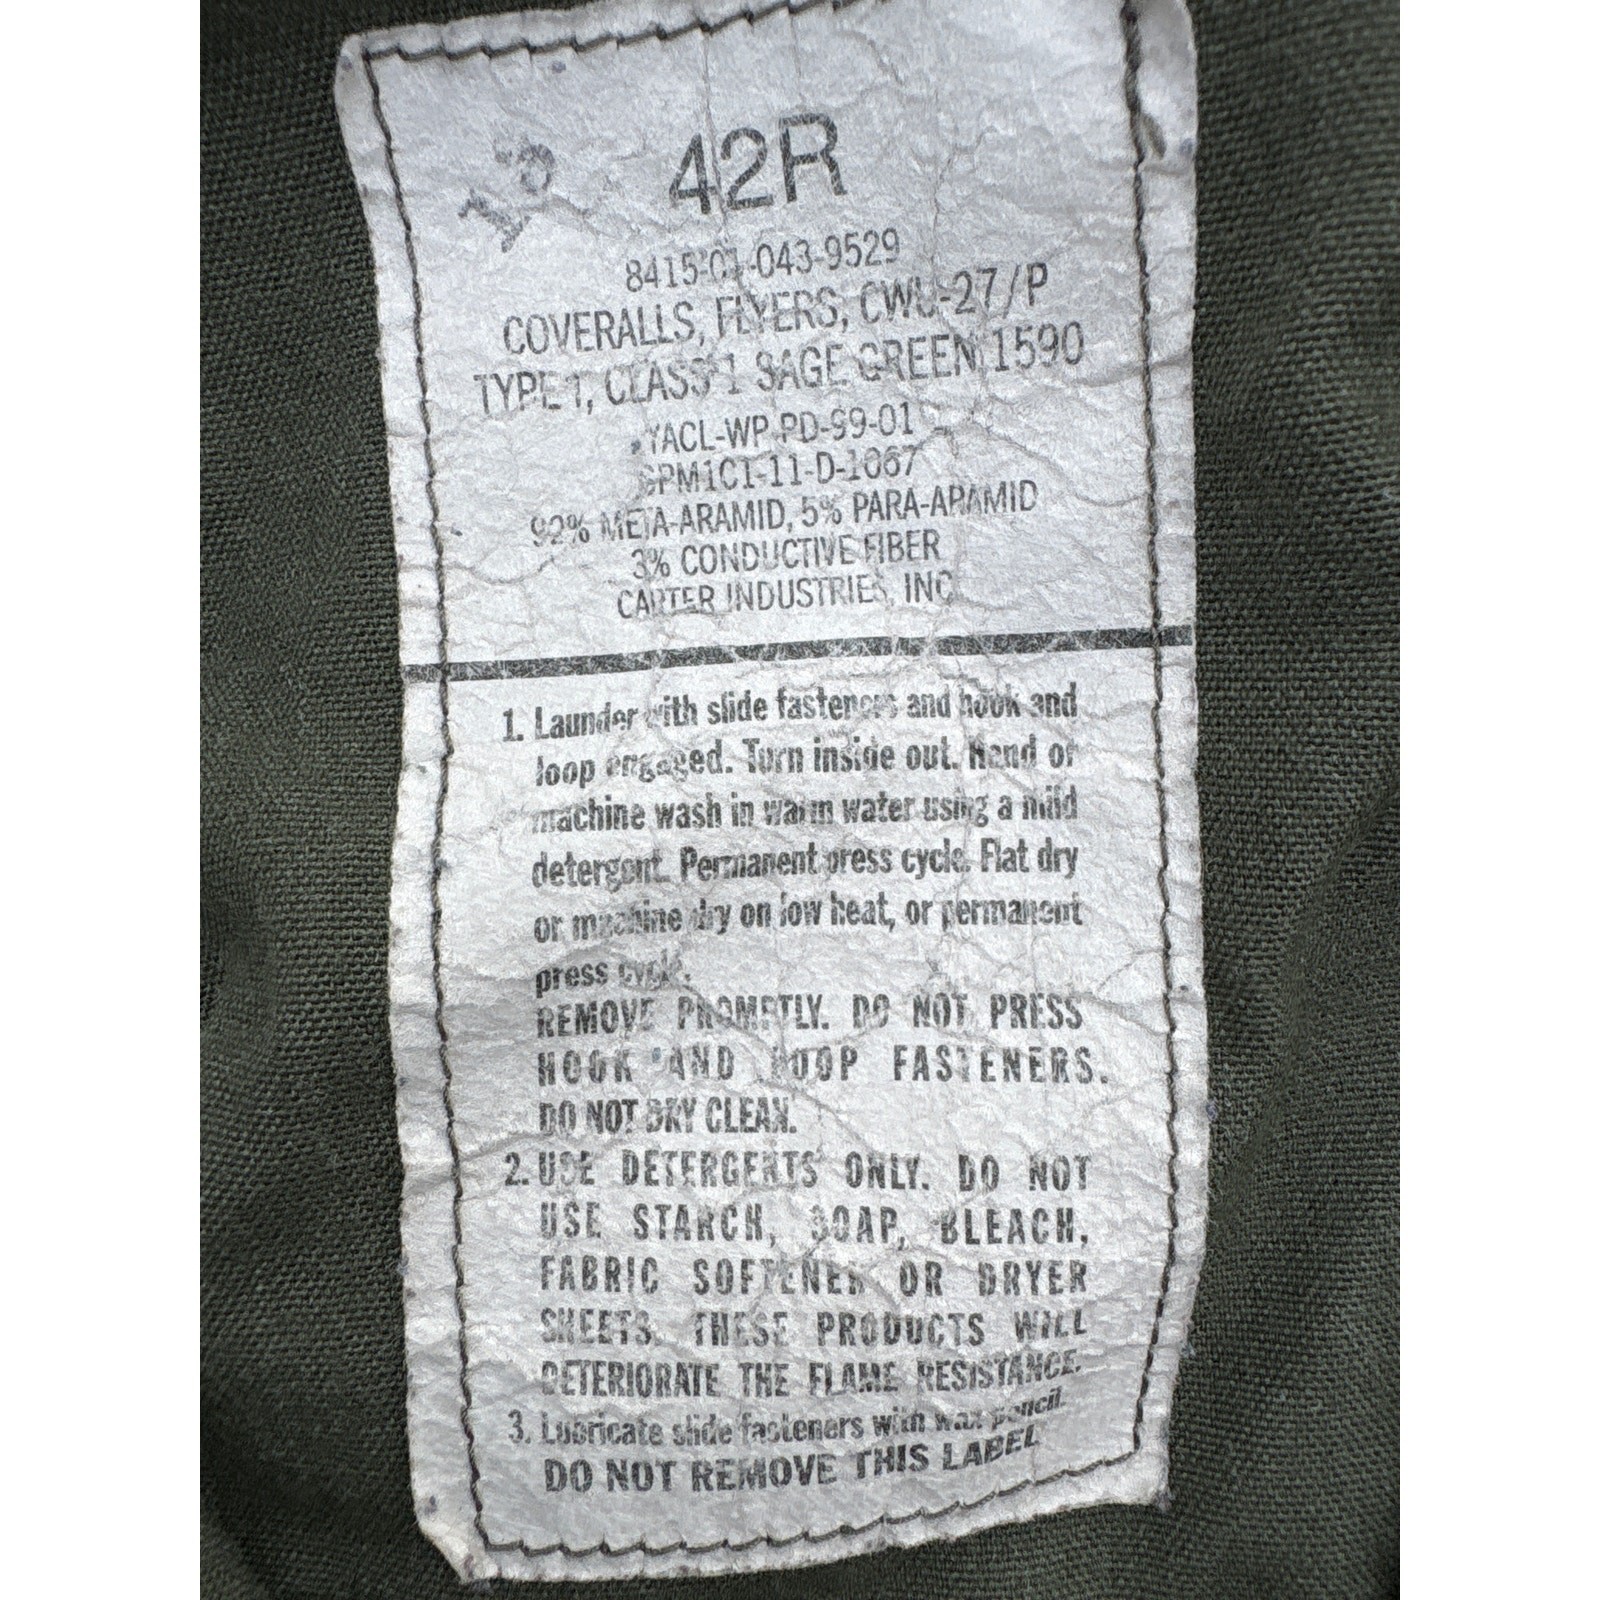 13
42R
8415-01-043-9529
COVERALLS, FLYERS, CWU-27/P
TYPE 1, CLASS 1 SAGE GREEN 1590
YACL-WP-PD-99-01
SPM1C1-11-D-1067
92% META-ARAMID, 5% PARA-ARAMID
3% CONDUCTIVE FIBER
CARTER INDUSTRIES, INC
1. Launder with slide fasteners and hook and
loop engaged. Turn inside out. Hand or
machine wash in warm water using a mild
detergent. Permanent press cycle. Flat dry
or machine dry on low heat, or permanent
press cycle.
REMOVE PROMPTLY. DO NOT PRESS
HOOK AND LOOP FASTENERS.
DO NOT DRY CLEAN.
2. USE DETERGENTS ONLY. DO NOT
USE STARCH, SOAP, BLEACH,
FABRIC SOFTENER OR DRYER
SHEETS. THESE PRODUCTS WILL
DETERIORATE THE FLAME RESISTANCE.
3. Lubricate slide fasteners with wax pencil.
DO NOT REMOVE THIS LABEL